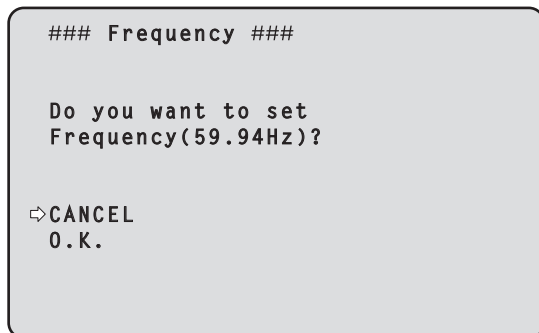 ### Frequency ###
Do you want to set
Frequency(59.94Hz)?
⇨CANCEL
O.K.